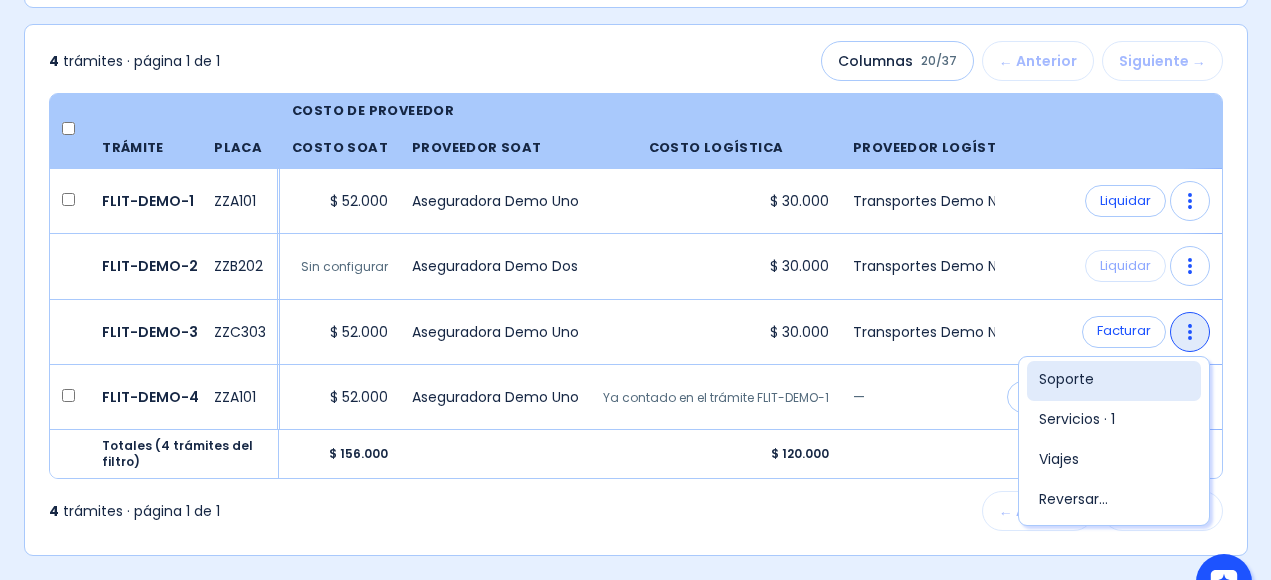 4 trámites · página 1 de 1
Columnas 20/37
← Anterior
Siguiente →
COSTO DE PROVEEDOR
TRÁMITE PLACA COSTO SOAT PROVEEDOR SOAT COSTO LOGÍSTICA PROVEEDOR LOGÍST
FLIT-DEMO-1 ZZA101 $ 52.000 Aseguradora Demo Uno $ 30.000 Transportes Demo N Liquidar
FLIT-DEMO-2 ZZB202 Sin configurar Aseguradora Demo Dos $ 30.000 Transportes Demo N Liquidar
FLIT-DEMO-3 ZZC303 $ 52.000 Aseguradora Demo Uno $ 30.000 Transportes Demo N Facturar
FLIT-DEMO-4 ZZA101 $ 52.000 Aseguradora Demo Uno Ya contado en el trámite FLIT-DEMO-1 —
Totales (4 trámites del
filtro)
$ 156.000 $ 120.000
Soporte
Servicios · 1
Viajes
Reversar...
4 trámites · página 1 de 1